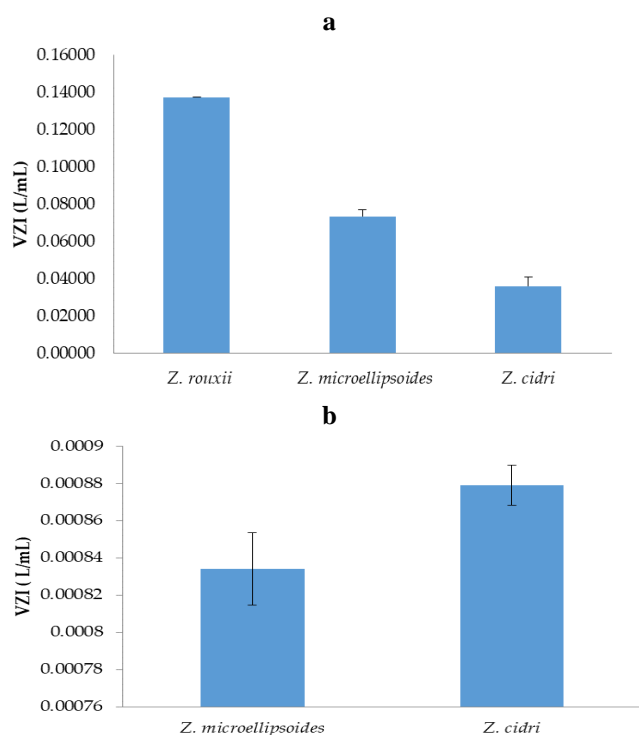 a
VZI (L/mL)
0.16000
0.14000
0.12000
0.10000
0.08000
0.06000
0.04000
0.02000
0.00000
Z. rouxii
Z. microellipsoides
Z. cidri
b
VZI ( L/mL)
0.0009
0.00088
0.00086
0.00084
0.00082
0.0008
0.00078
0.00076
Z. microellipsoides
Z. cidri